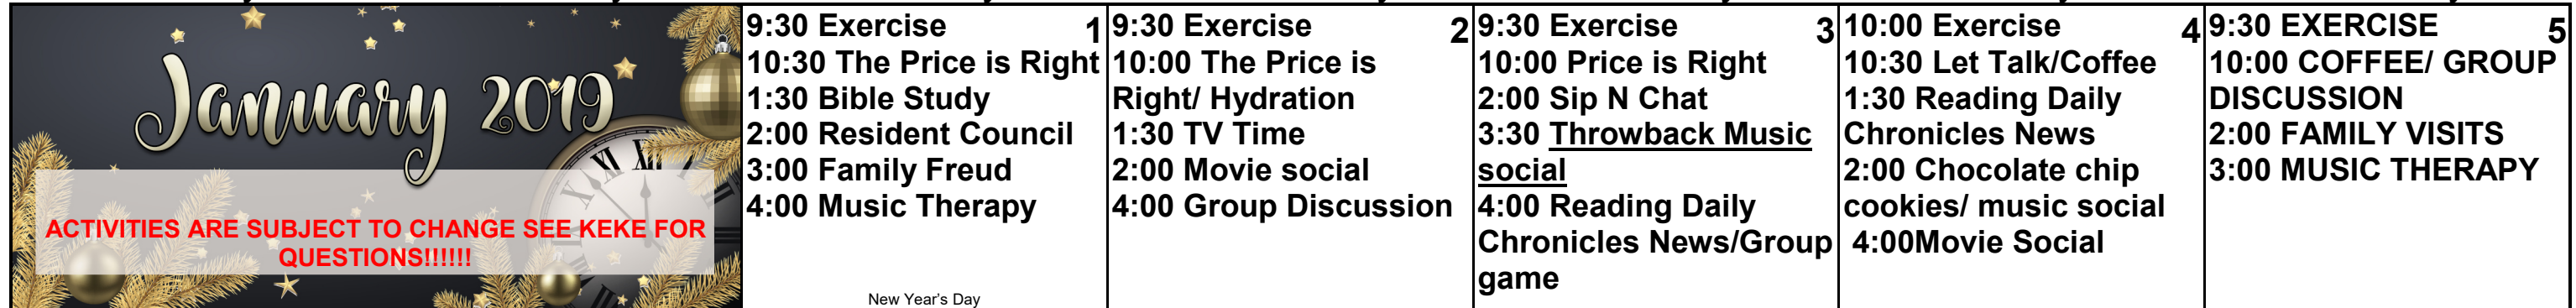 January 2019
ACTIVITIES ARE SUBJECT TO CHANGE SEE KEKE FOR
QUESTIONS!!!!!!
1
9:30 Exercise
10:30 The Price is Right
1:30 Bible Study
2:00 Resident Council
3:00 Family Freud
4:00 Music Therapy
New Year's Day
2
9:30 Exercise
10:00 The Price is
Right/ Hydration
1:30 TV Time
2:00 Movie social
4:00 Group Discussion
3
9:30 Exercise
10:00 Price is Right
2:00 Sip N Chat
3:30 Throwback Music
social
4:00 Reading Daily
Chronicles News/Group
game
4
10:00 Exercise
10:30 Let Talk/Coffee
1:30 Reading Daily
Chronicles News
2:00 Chocolate chip
cookies/ music social
4:00Movie Social
5
9:30 EXERCISE
10:00 COFFEE/ GROUP
DISCUSSION
2:00 FAMILY VISITS
3:00 MUSIC THERAPY